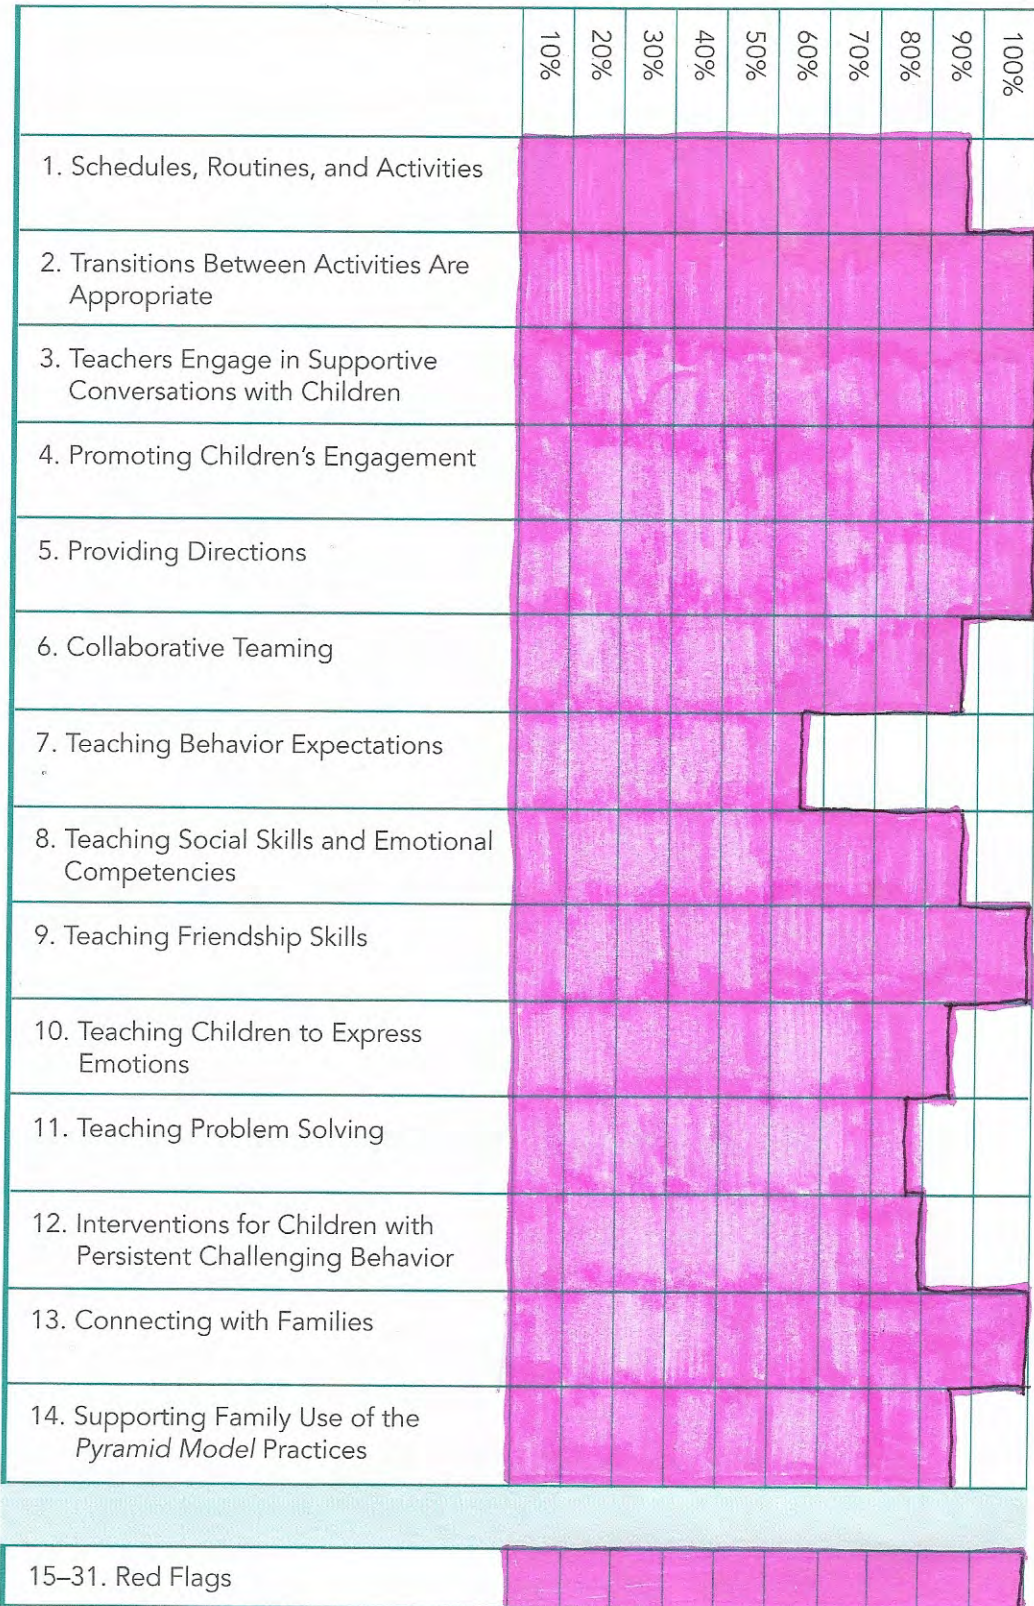 10% 20% 30% 40% 50% 60% 70% 80% 90% 100%
1. Schedules, Routines, and Activities
2. Transitions Between Activities Are
Appropriate
3. Teachers Engage in Supportive
Conversations with Children
4. Promoting Children's Engagement
5. Providing Directions
6. Collaborative Teaming
7. Teaching Behavior Expectations
8. Teaching Social Skills and Emotional
Competencies
9. Teaching Friendship Skills
10. Teaching Children to Express
Emotions
11. Teaching Problem Solving
12. Interventions for Children with
Persistent Challenging Behavior
13. Connecting with Families
14. Supporting Family Use of the
Pyramid Model Practices
15–31. Red Flags